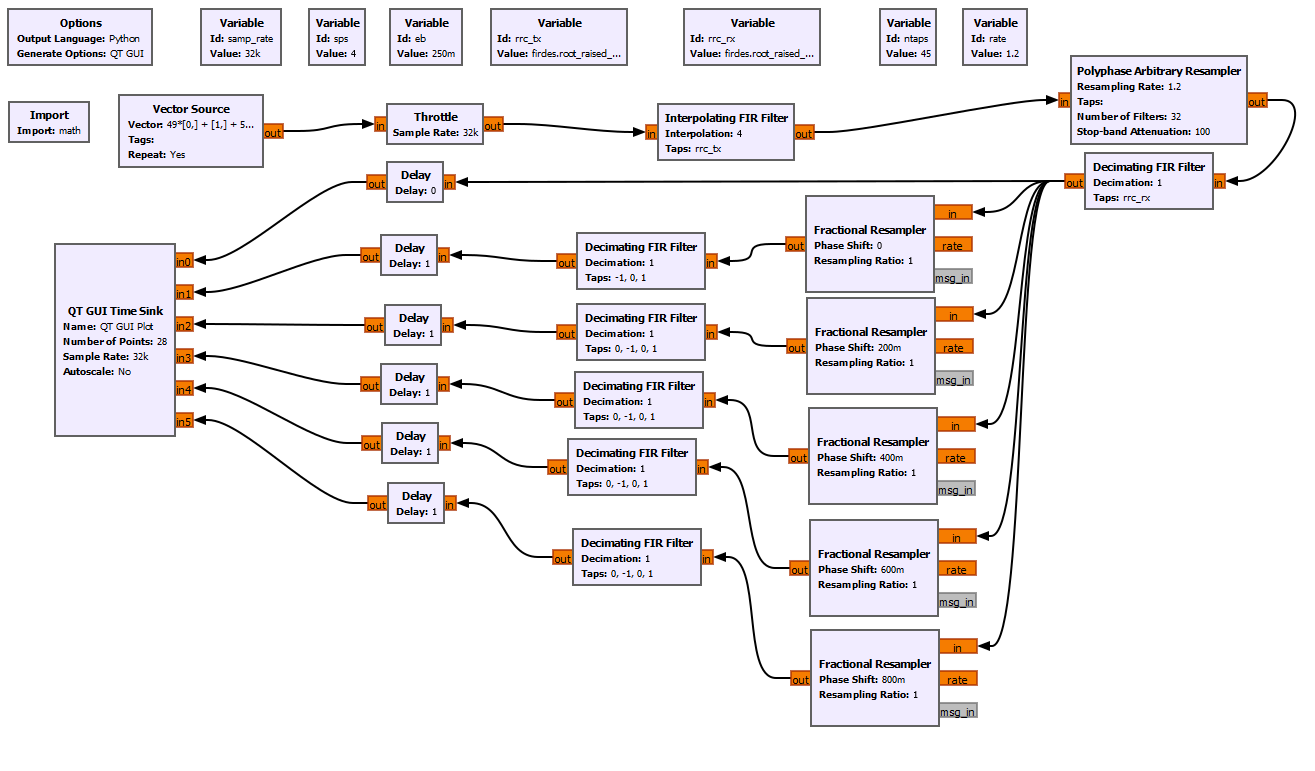 Options
Output Language: Python
Generate Options: QT GUI
Variable
Id: samp_rate
Value: 32k
Variable
Id: sps
Value: 4
Variable
Id: eb
Value: 250m
Variable
Id: rrc_tx
Value: firdes.root_raised_...
Variable
Id: rrc_rx
Value: firdes.root_raised_...
Variable
Id: ntaps
Value: 45
Variable
Id: rate
Value: 1.2
Import
Import: math
Vector Source
Vector: 49*[0,] + [1,] + 5...
Tags:
Repeat: Yes
out
in
Throttle
Sample Rate: 32k
out
in
Interpolating FIR Filter
Interpolation: 4
Taps: rrc_tx
out
in
Polyphase Arbitrary Resampler
Resampling Rate: 1.2
Taps:
Number of Filters: 32
Stop-band Attenuation: 100
out
out
Decimating FIR Filter
Decimation: 1
Taps: rrc_rx
in
out
Delay
Delay: 0
in
out
Delay
Delay: 1
in
out
Decimating FIR Filter
Decimation: 1
Taps: -1, 0, 1
in
out
Fractional Resampler
Phase Shift: 0
Resampling Ratio: 1
in
rate
msg_in
QT GUI Time Sink
Name: QT GUI Plot
Number of Points: 28
Sample Rate: 32k
Autoscale: No
in0
in1
in2
in3
in4
in5
out
Delay
Delay: 1
in
out
Decimating FIR Filter
Decimation: 1
Taps: 0, -1, 0, 1
in
out
Fractional Resampler
Phase Shift: 200m
Resampling Ratio: 1
in
rate
msg_in
out
Delay
Delay: 1
in
out
Decimating FIR Filter
Decimation: 1
Taps: 0, -1, 0, 1
in
out
Fractional Resampler
Phase Shift: 400m
Resampling Ratio: 1
in
rate
msg_in
out
Delay
Delay: 1
in
out
Decimating FIR Filter
Decimation: 1
Taps: 0, -1, 0, 1
in
out
Fractional Resampler
Phase Shift: 600m
Resampling Ratio: 1
in
rate
msg_in
out
Delay
Delay: 1
in
out
Decimating FIR Filter
Decimation: 1
Taps: 0, -1, 0, 1
in
out
Fractional Resampler
Phase Shift: 800m
Resampling Ratio: 1
in
rate
msg_in